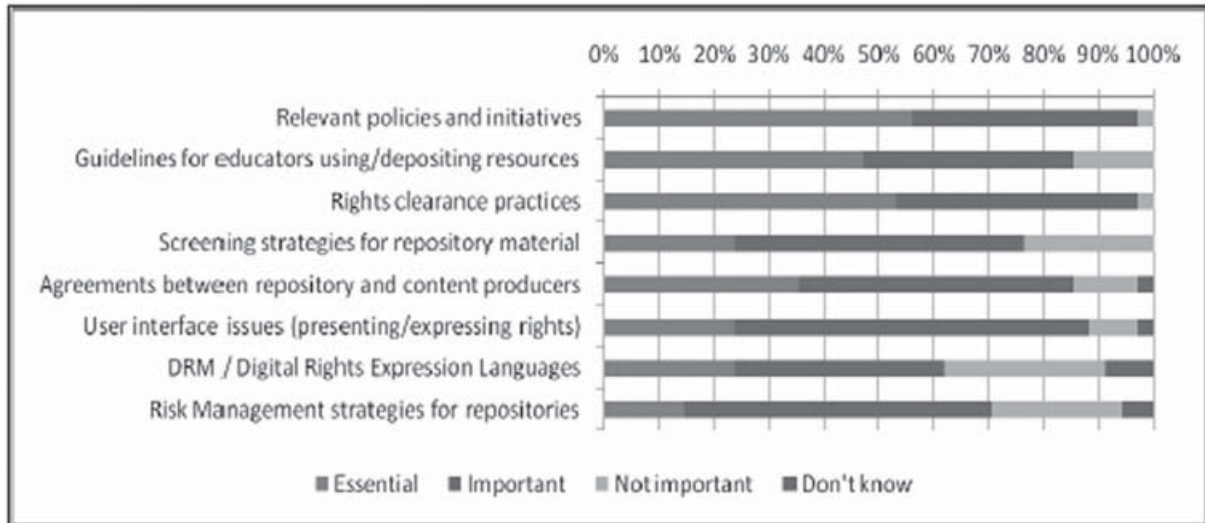 0% 10% 20% 30% 40% 50% 60% 70% 80% 90% 100%
Relevant policies and initiatives
Guidelines for educators using/depositing resources
Rights clearance practices
Screening strategies for repository material
Agreements between repository and content producers
User interface issues (presenting/expressing rights)
DRM / Digital Rights Expression Languages
Risk Management strategies for repositories
Essential Important Not important Don't know